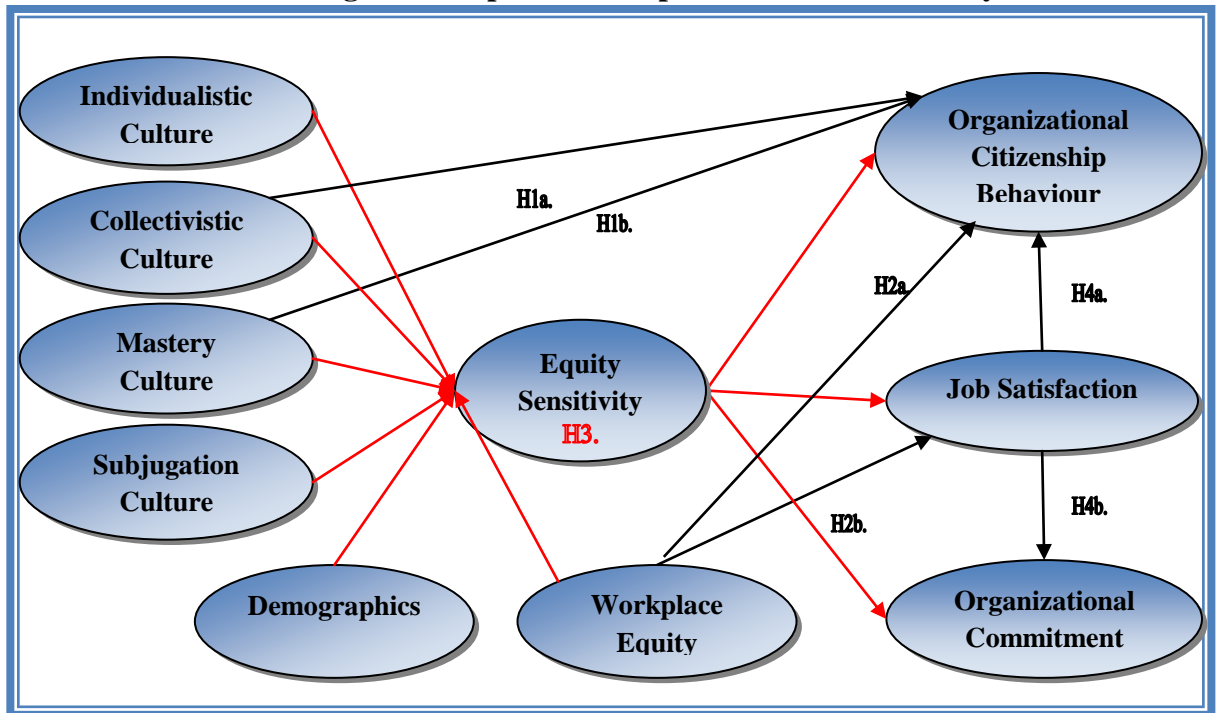 Individualistic
Culture
Collectivistic
Culture
Mastery
Culture
Subjugation
Culture
Demographics
Workplace
Equity
Equity
Sensitivity
H3.
Organizational
Citizenship
Behaviour
Job Satisfaction
Organizational
Commitment
H1a.
H1b.
H2a.
H2b.
H4a.
H4b.